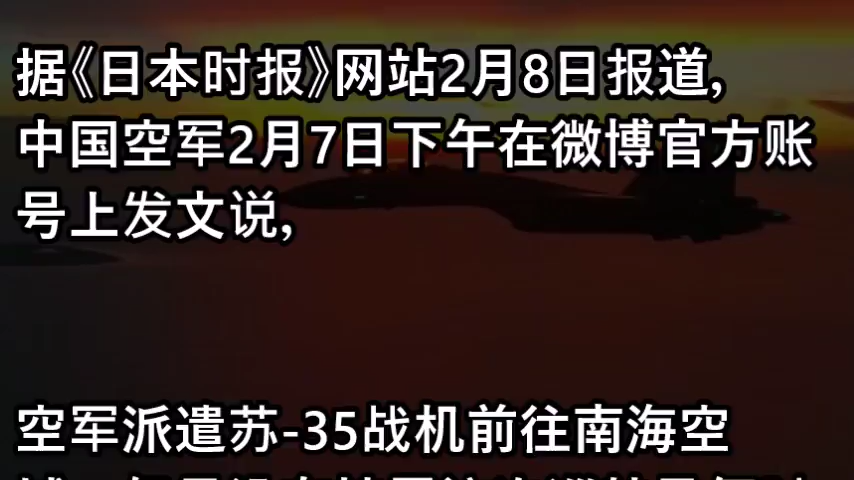 据《日本时报》网站2月8日报道,
中国空军2月7日下午在微博官方账
号上发文说,
空军派遣苏-35战机前往南海空